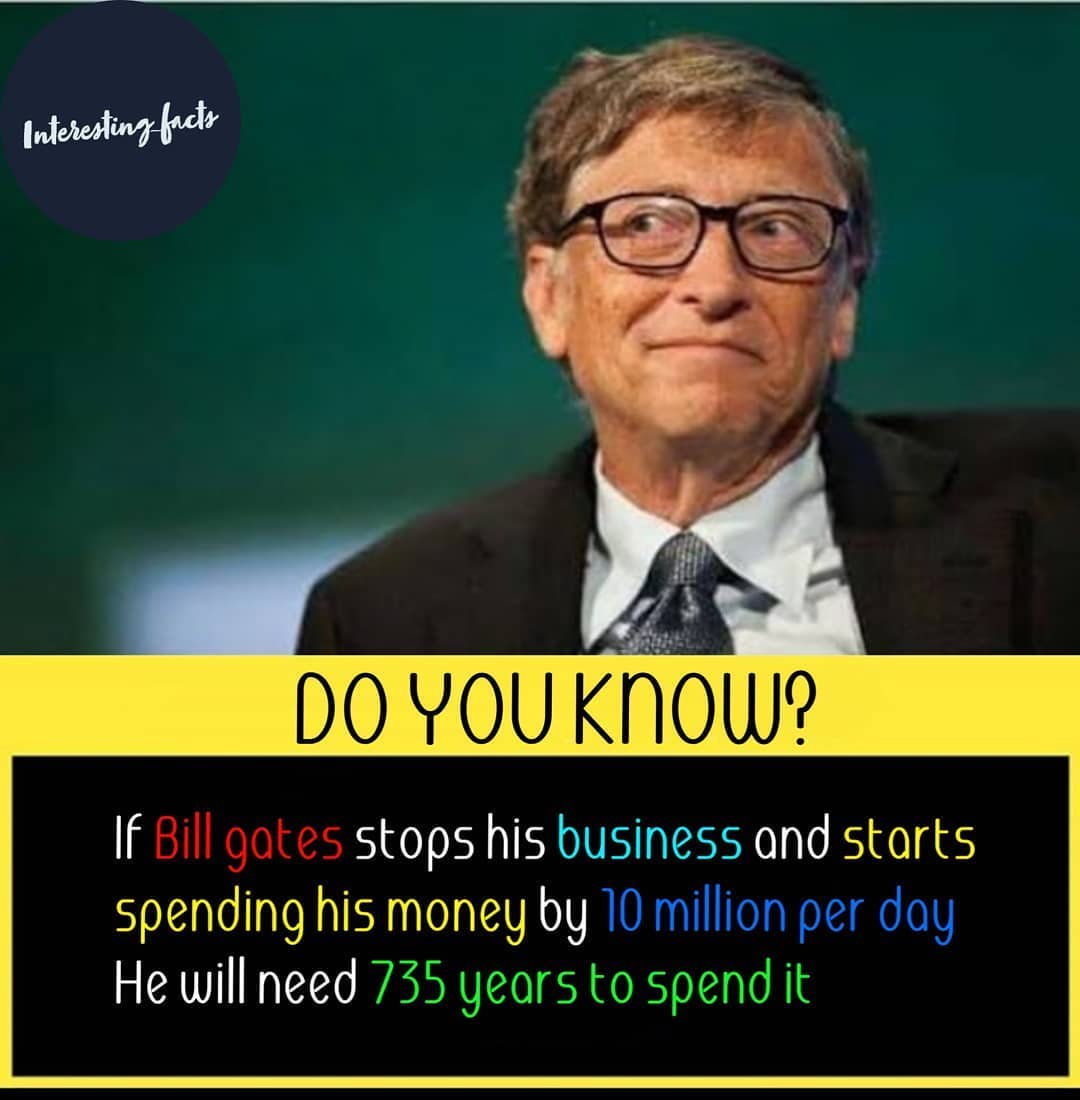 Interesting facts
DO YOU KNOW?
If Bill gates stops his business and starts
spending his money by 10 million per day
He will need 735 years to spend it